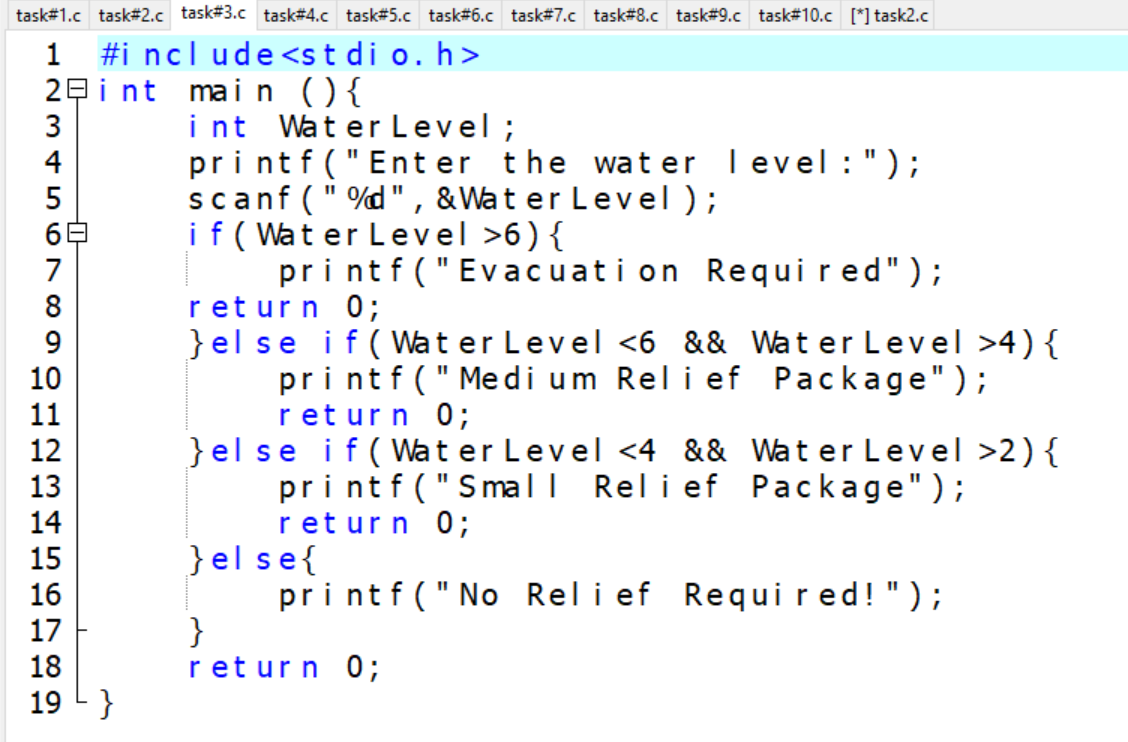 task#1.c task#2.c task#3.c task#4.c task#5.c task#6.c task#7.c task#8.c task#9.c task#10.c [*] task2.c
1 #include<stdio.h>
2 int main (){
3 int WaterLevel;
4 printf("Enter the water level:");
5 scanf("%d",&WaterLevel);
6 if(WaterLevel>6){
7 printf("Evacuation Required");
8 return 0;
9 }else if(WaterLevel<6 && WaterLevel>4){
10 printf("Medium Relief Package");
11 return 0;
12 }else if(WaterLevel<4 && WaterLevel>2){
13 printf("Small Relief Package");
14 return 0;
15 }else{
16 printf("No Relief Required!");
17 }
18 return 0;
19 }